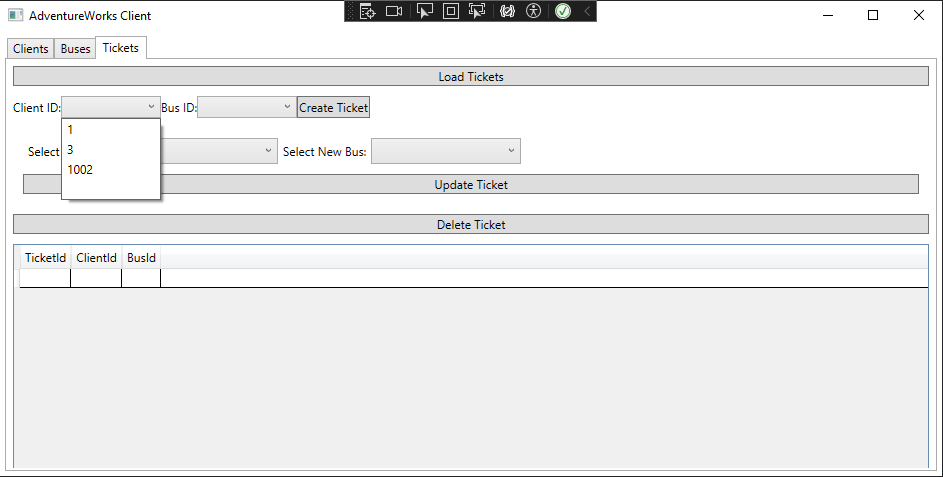 AdventureWorks Client
Clients Buses Tickets
Load Tickets
Client ID: Bus ID: Create Ticket
1
3
1002
Select Select New Bus:
Update Ticket
Delete Ticket
TicketId ClientId BusId